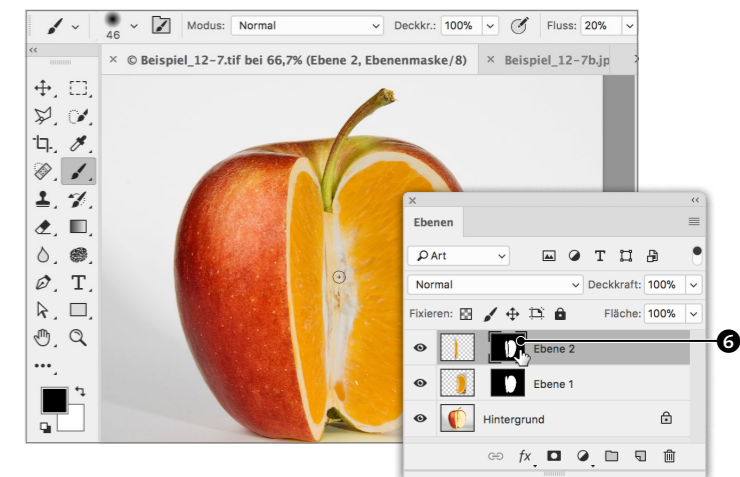 46 Modus: Normal Deckkr.: 100% Fluss: 20%
× © Beispiel_12-7.tif bei 66,7% (Ebene 2, Ebenenmaske/8) × Beispiel_12-7b.jp
Ebenen
Art T
Normal Deckkraft: 100%
Fixieren: Fläche: 100%
Ebene 2 6
Ebene 1
Hintergrund
fx
T